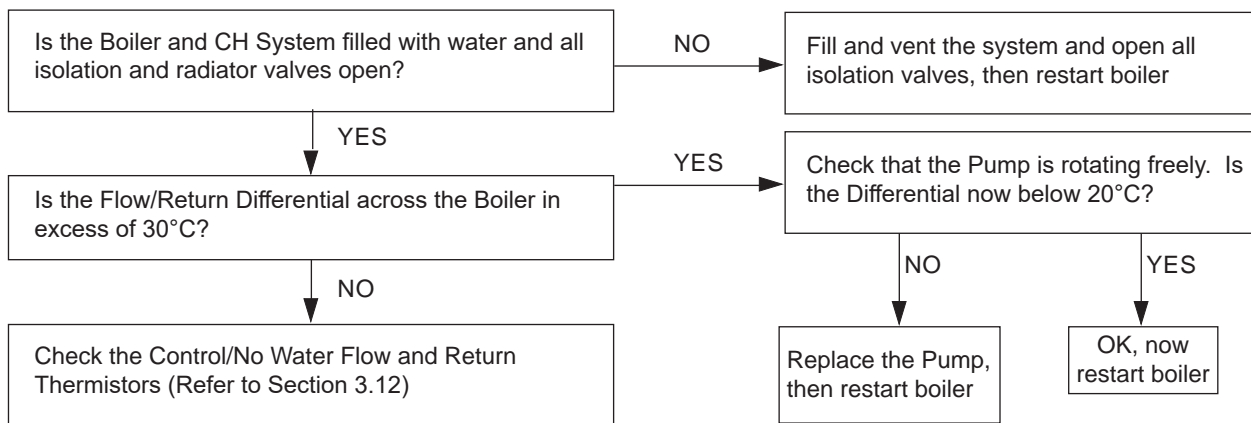 Is the Boiler and CH System filled with water and all
isolation and radiator valves open?
NO
Fill and vent the system and open all
isolation valves, then restart boiler
YES
Is the Flow/Return Differential across the Boiler in
excess of 30°C?
YES
Check that the Pump is rotating freely.  Is
the Differential now below 20°C?
NO
Check the Control/No Water Flow and Return
Thermistors (Refer to Section 3.12)
NO
Replace the Pump,
then restart boiler
YES
OK, now
restart boiler